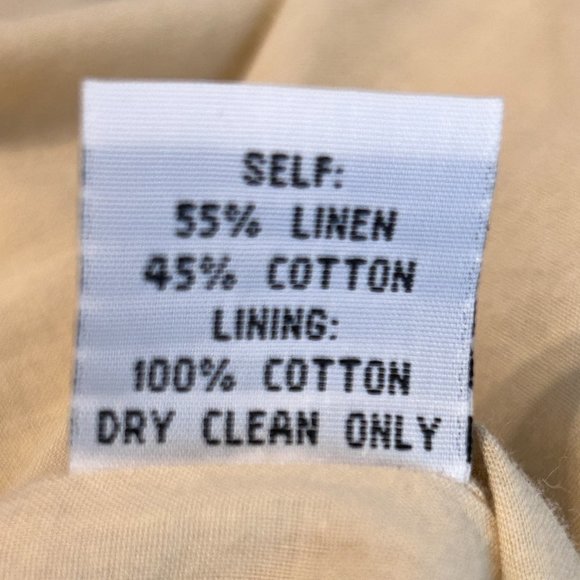 SELF:
55% LINEN
45% COTTON
LINING:
100% COTTON
DRY CLEAN ONLY